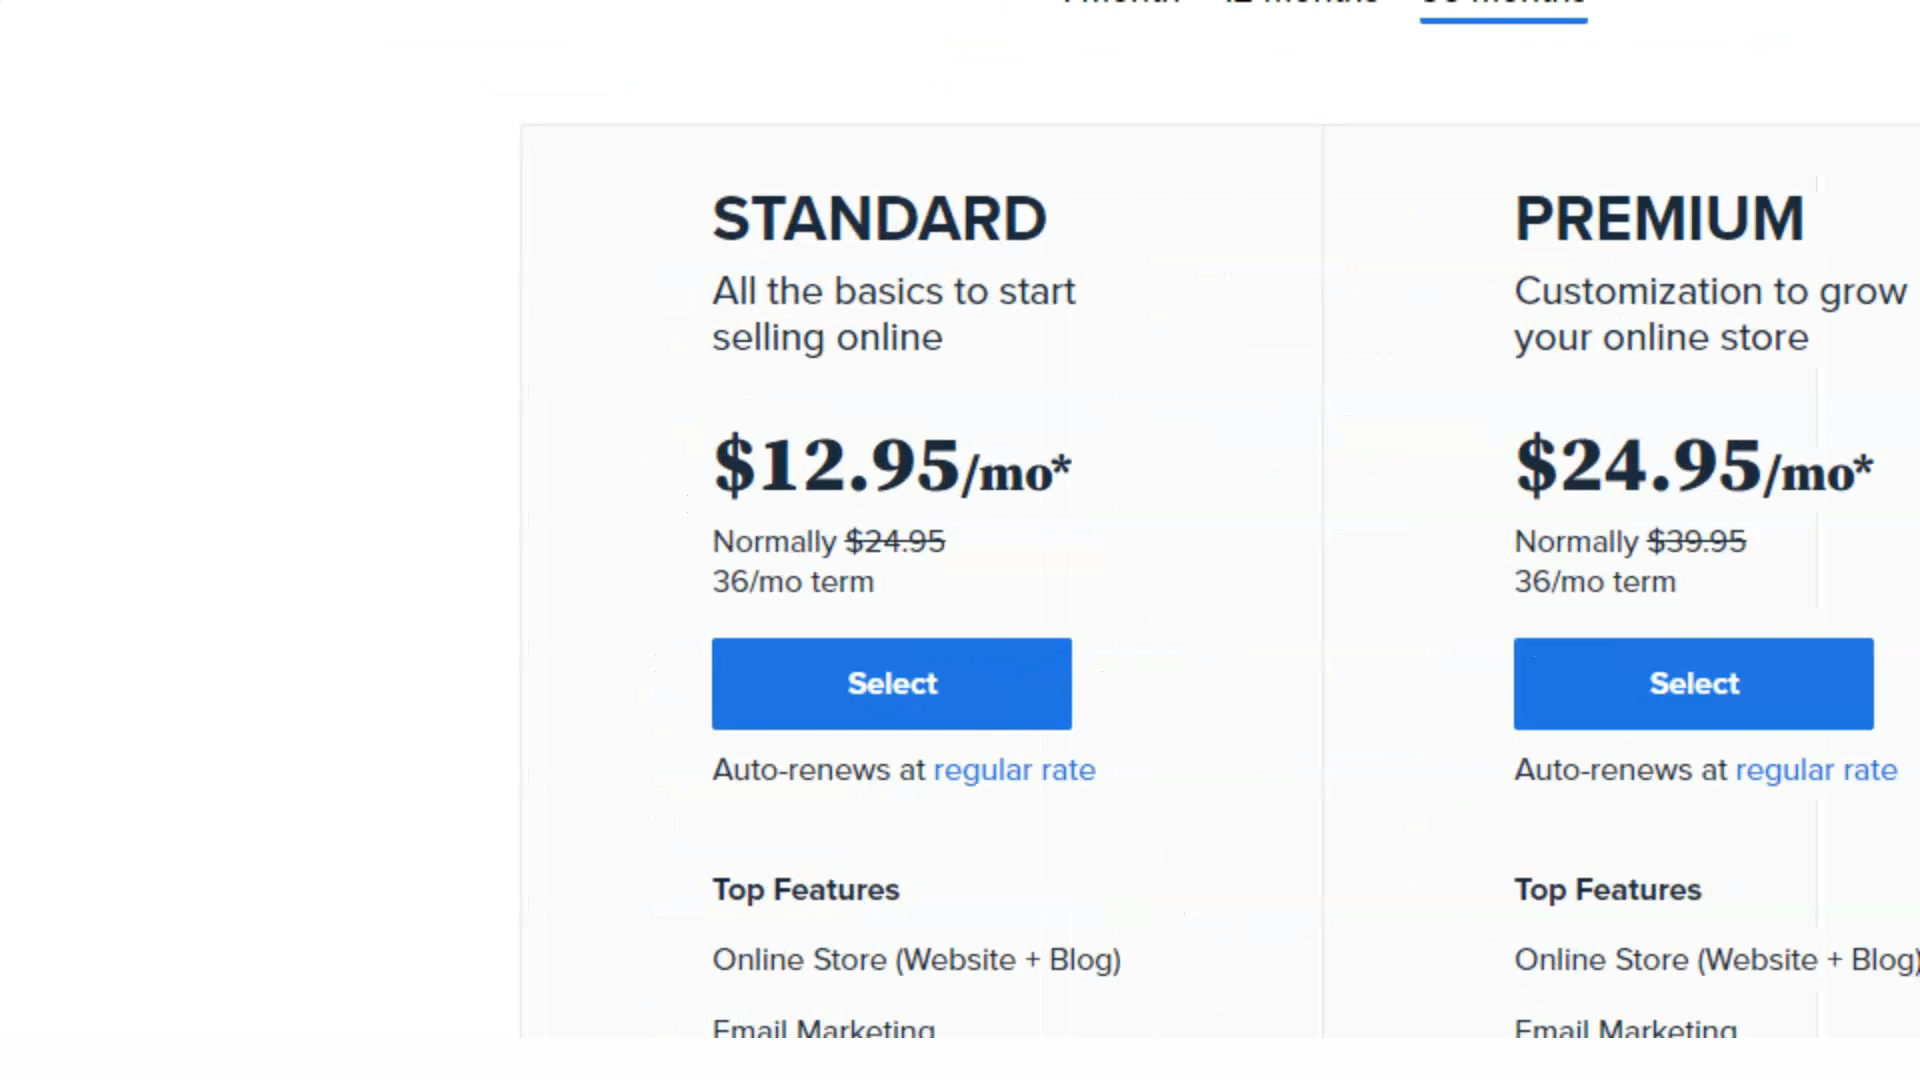 STANDARD
All the basics to start
selling online
$12.95/mo*
Normally $24.95
36/mo term
Select
Auto-renews at regular rate
Top Features
Online Store (Website + Blog)
Email Marketing
PREMIUM
Customization to grow
your online store
$24.95/mo*
Normally $39.95
36/mo term
Select
Auto-renews at regular rate
Top Features
Online Store (Website + Blog)
Email Marketing